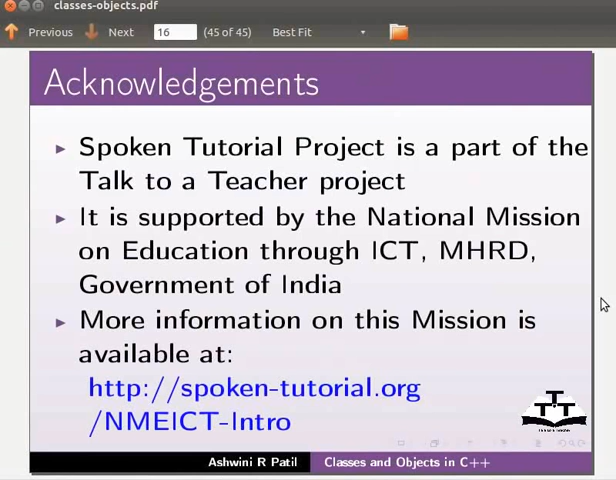 classes-objects.pdf
Previous Next 16 (45 of 45) Best Fit
Acknowledgements
Spoken Tutorial Project is a part of the
Talk to a Teacher project
It is supported by the National Mission
on Education through ICT, MHRD,
Government of India
More information on this Mission is
available at:
http://spoken-tutorial.org
/NMEICT-Intro
Ashwini R Patil Classes and Objects in C++